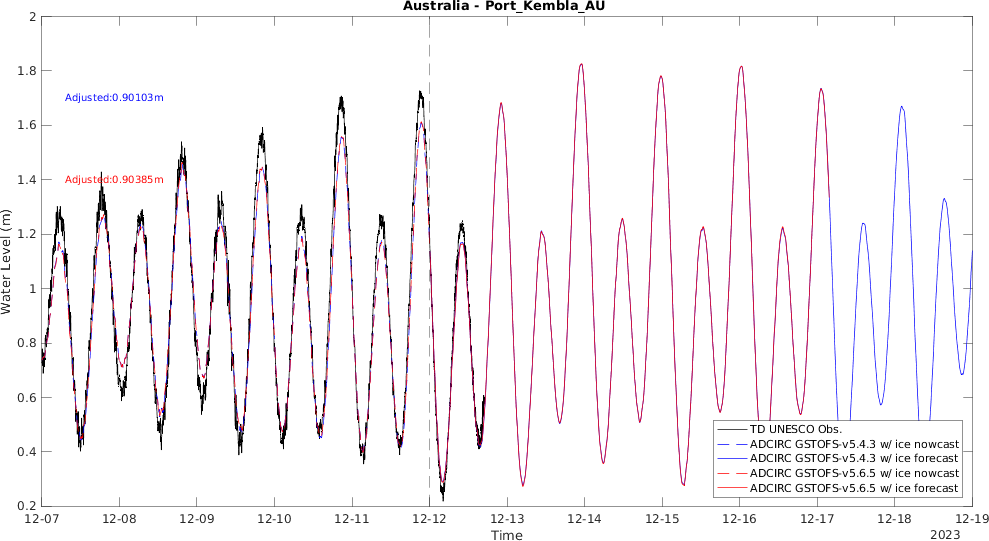 Australia - Port_Kembla_AU
2
1.8
1.6
1.4
1.2
1
0.8
0.6
0.4
0.2
Water Level (m)
Adjusted:0.90103m
Adjusted:0.90385m
TD UNESCO Obs.
ADCIRC GSTOFS-v5.4.3 w/ ice nowcast
ADCIRC GSTOFS-v5.4.3 w/ ice forecast
ADCIRC GSTOFS-v5.6.5 w/ ice nowcast
ADCIRC GSTOFS-v5.6.5 w/ ice forecast
12-07 12-08 12-09 12-10 12-11 12-12 12-13 12-14 12-15 12-16 12-17 12-18 12-19
Time
2023